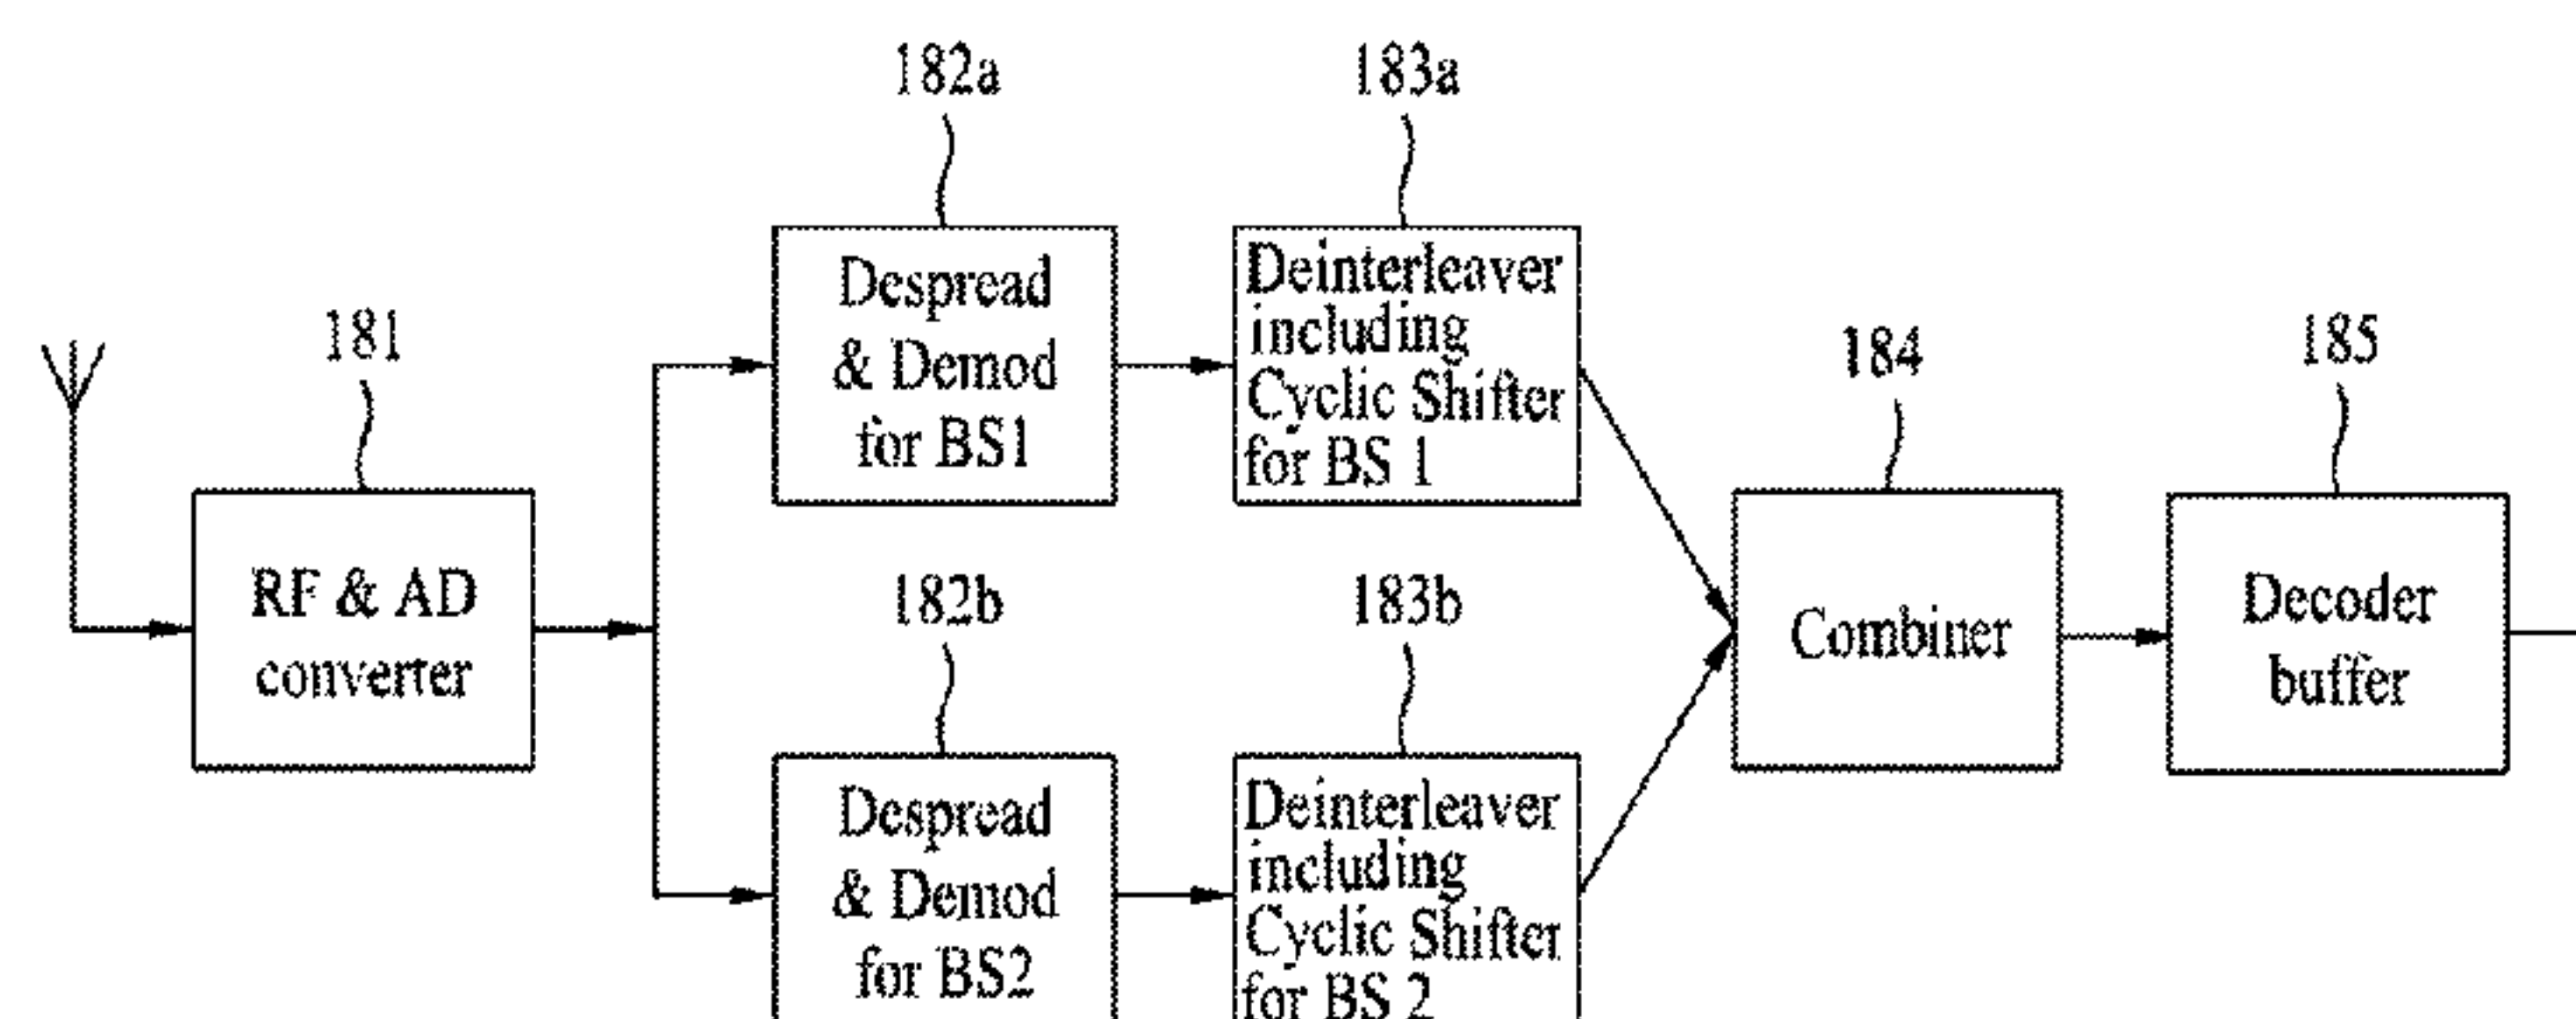 182a
183a
181
Despread
& Demod
for BS1
Deinterleaver
including
Cyclic Shifter
for BS 1
184
185
RF & AD
converter
182b
183b
Combiner
Decoder
buffer
Despread
& Demod
for BS2
Deinterleaver
including
Cyclic Shifter
for BS 2